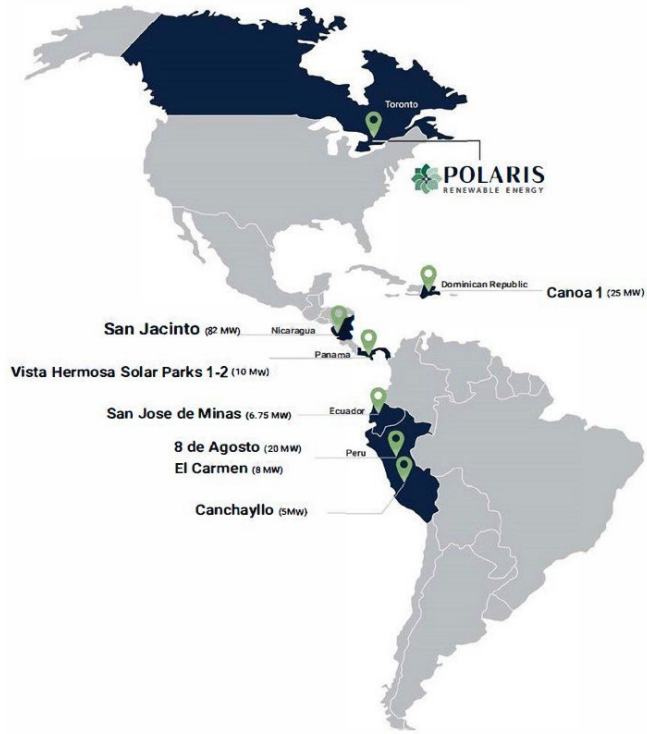 Toronto
POLARIS
RENEWABLE ENERGY
Dominican Republic
Canoa 1 (25 MW)
San Jacinto (82 MW)
Nicaragua
Panama
Vista Hermosa Solar Parks 1-2 (10 MW)
San Jose de Minas (6.75 MW)
Ecuador
8 de Agosto (20 MW)
Peru
El Carmen (8 MW)
Canchayllo (5MW)